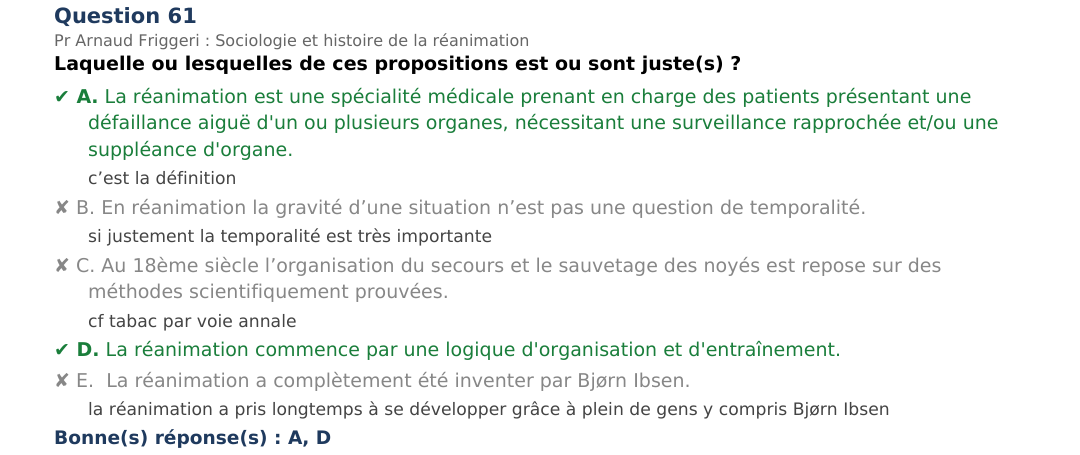 Question 61
Pr Arnaud Friggeri : Sociologie et histoire de la réanimation
Laquelle ou lesquelles de ces propositions est ou sont juste(s) ?
✔ A. La réanimation est une spécialité médicale prenant en charge des patients présentant une
défaillance aiguë d'un ou plusieurs organes, nécessitant une surveillance rapprochée et/ou une
suppléance d'organe.
c’est la définition
✘ B. En réanimation la gravité d’une situation n’est pas une question de temporalité.
si justement la temporalité est très importante
✘ C. Au 18ème siècle l’organisation du secours et le sauvetage des noyés est repose sur des
méthodes scientifiquement prouvées.
cf tabac par voie annale
✔ D. La réanimation commence par une logique d'organisation et d'entraînement.
✘ E.  La réanimation a complètement été inventer par Bjørn Ibsen.
la réanimation a pris longtemps à se développer grâce à plein de gens y compris Bjørn Ibsen
Bonne(s) réponse(s) : A, D